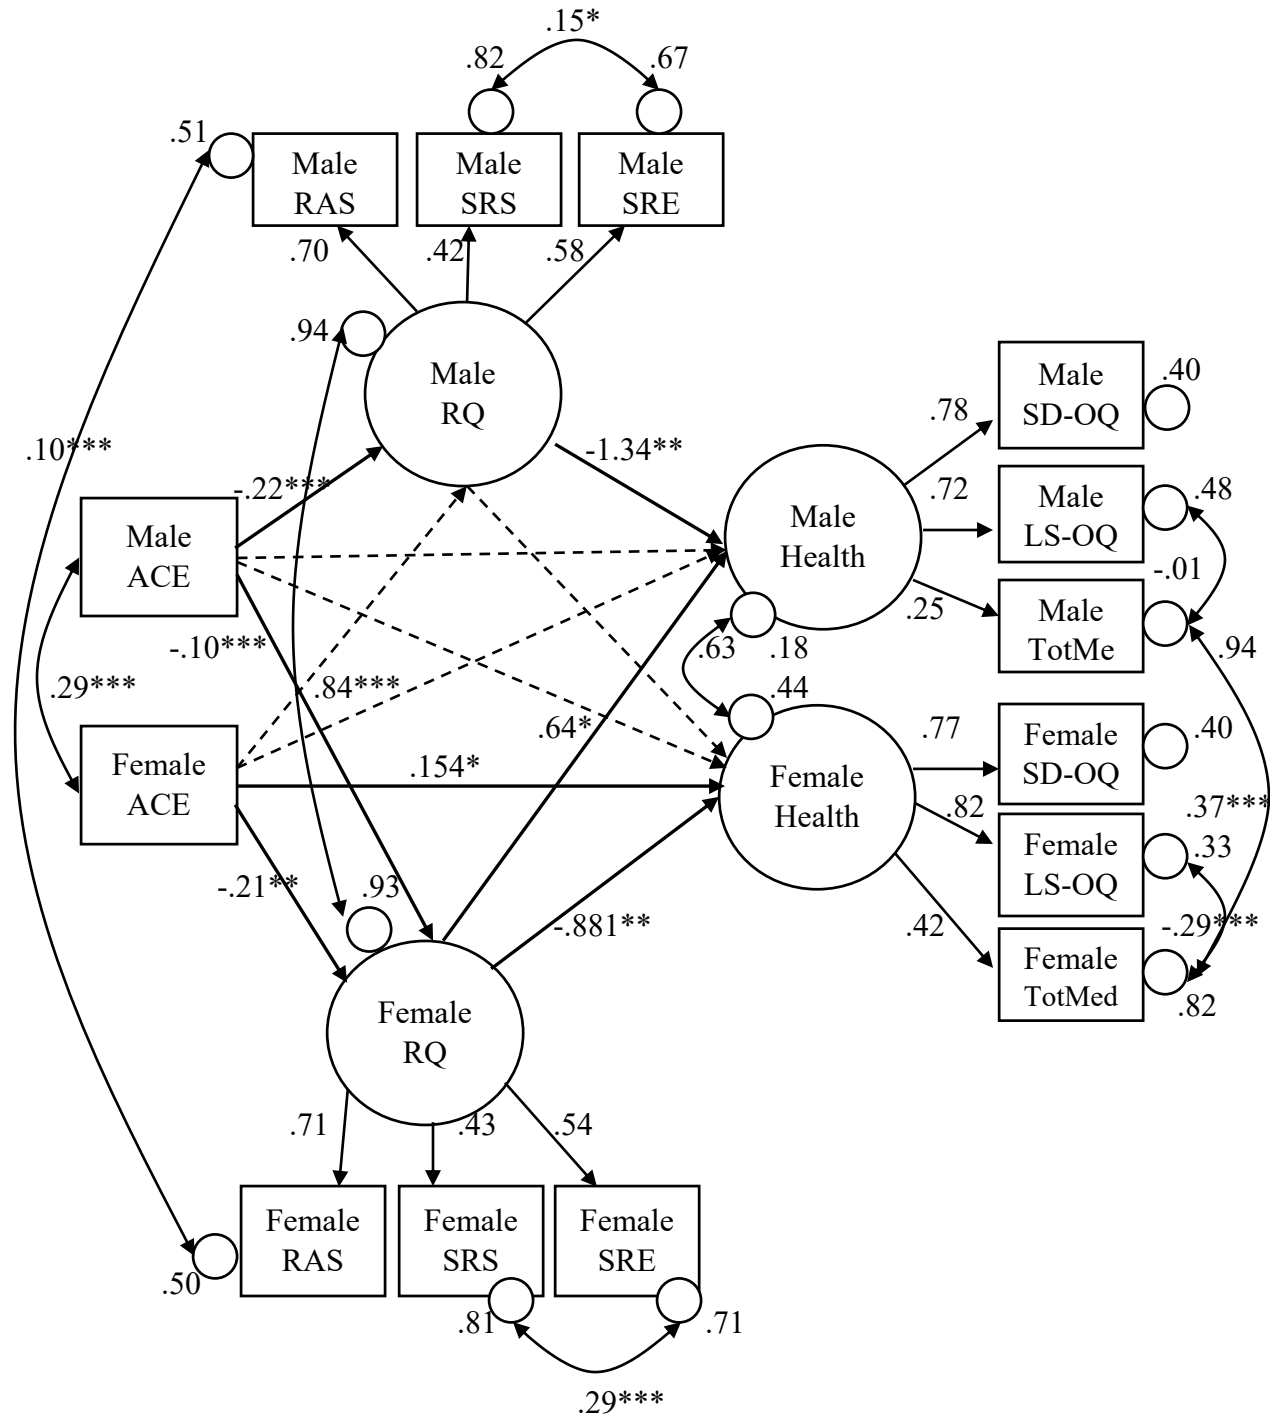 .15*
.82
.67
.51
Male
RAS
Male
SRS
Male
SRE
.70
.42
.58
.94
Male
RQ
Male
SD-OQ
.40
.78
.10***
-1.34**
-.22***
.72
Male
LS-OQ
.48
Male
ACE
Male
Health
-.01
.25
Male
TotMe
-.10***
.63
.18
.94
.29***
.84***
.44
.64*
.77
Female
SD-OQ
.40
Female
ACE
.154*
Female
Health
.82
.37***
Female
LS-OQ
.33
-.21**
.93
-.881**
.42
-.29***
Female
TotMed
.82
Female
RQ
.71
.43
.54
Female
RAS
Female
SRS
Female
SRE
.50
.81
.71
.29***